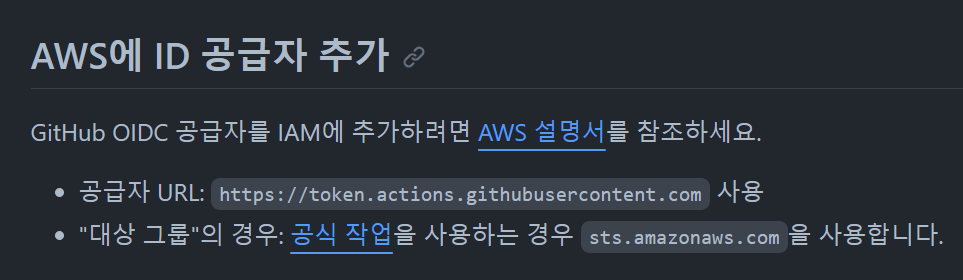 AWS에 ID 공급자 추가
GitHub OIDC 공급자를 IAM에 추가하려면 AWS 설명서를 참조하세요.
• 공급자 URL: https://token.actions.githubusercontent.com 사용
• "대상 그룹"의 경우: 공식 작업을 사용하는 경우 sts.amazonaws.com을 사용합니다.